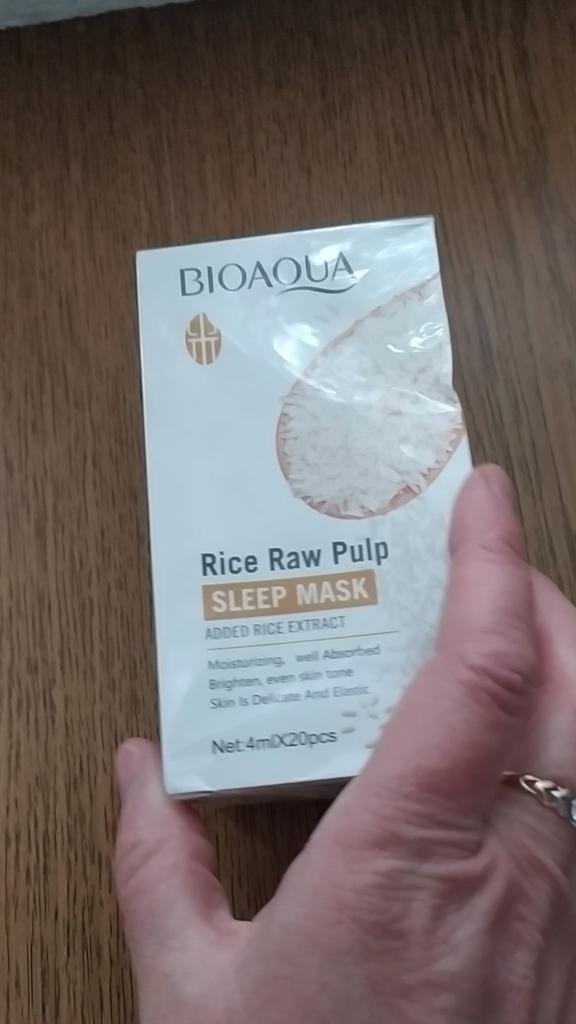 BIOAQUA
Rice Raw Pulp
SLEEP MASK
ADDED RICE EXTRACT
Moisturizing, well Absorbed
Brighten, even skin tone
Skin Is Delicate And Elastic
Net:4mlX20pcs